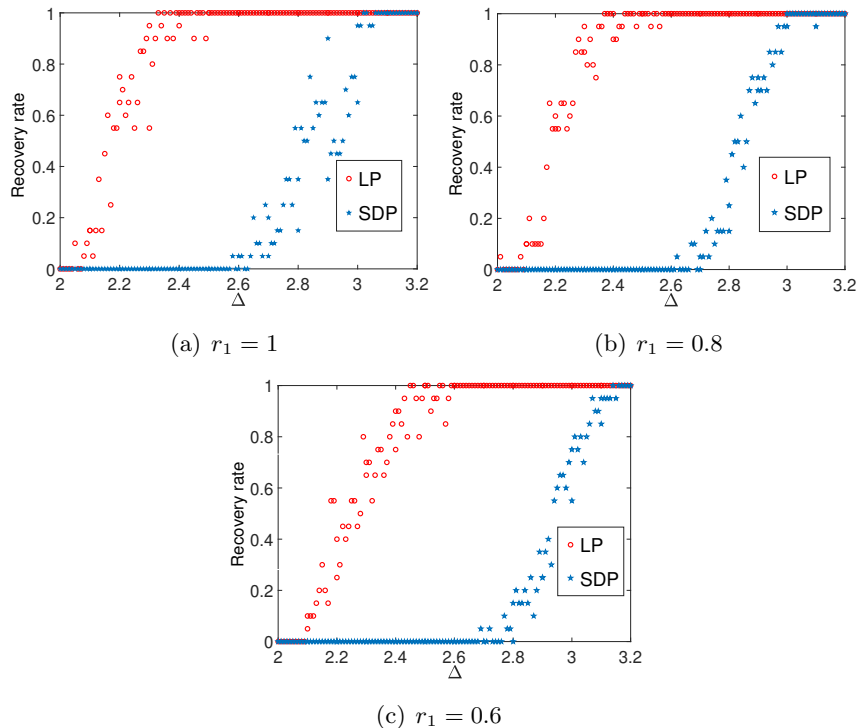 Recovery rate
1
0.8
0.6
0.4
0.2
0
2
2.2
2.4
2.6
2.8
3
3.2
Δ
LP
SDP
(a) r₁ = 1
Recovery rate
1
0.8
0.6
0.4
0.2
0
2
2.2
2.4
2.6
2.8
3
3.2
Δ
LP
SDP
(b) r₁ = 0.8
Recovery rate
1
0.8
0.6
0.4
0.2
0
2
2.2
2.4
2.6
2.8
3
3.2
Δ
LP
SDP
(c) r₁ = 0.6